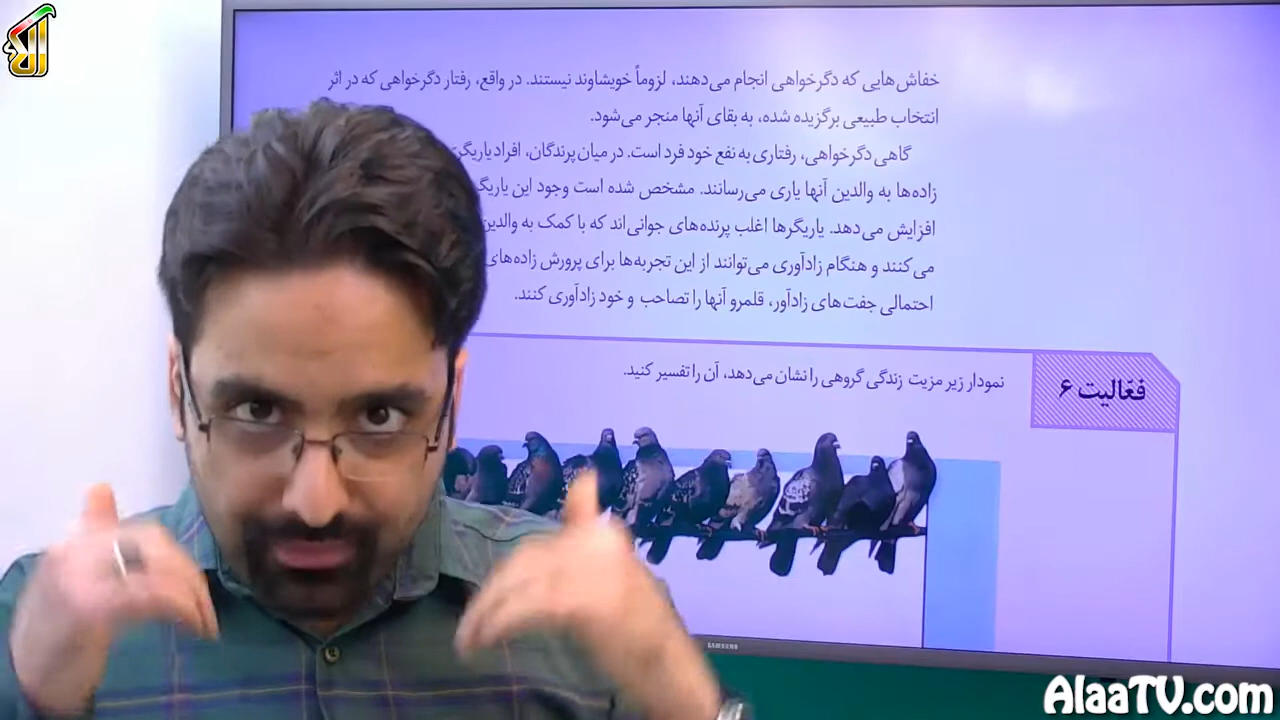 خفاش‌هایی که دگرخواهی انجام می‌دهند، لزوماً خویشاوند نیستند. در واقع، رفتار دگرخواهی که در اثر
انتخاب طبیعی برگزیده شده، به بقای آنها منجر می‌شود.
گاهی دگرخواهی، رفتاری به نفع خود فرد است. در میان پرندگان، افراد یاریگری
زاده‌ها به والدین آنها یاری می‌رسانند. مشخص شده است وجود این یاریگر
افزایش می‌دهد. یاریگرها اغلب پرنده‌های جوانی‌اند که با کمک به والدین
می‌کنند و هنگام زادآوری می‌توانند از این تجربه‌ها برای پرورش زاده‌های
احتمالی جفت‌های زادآور، قلمرو آنها را تصاحب و خود زادآوری کنند.
فعّالیت ۶
نمودار زیر مزیت زندگی گروهی را نشان می‌دهد، آن را تفسیر کنید.
SAMSUNG
AlaaTV.com